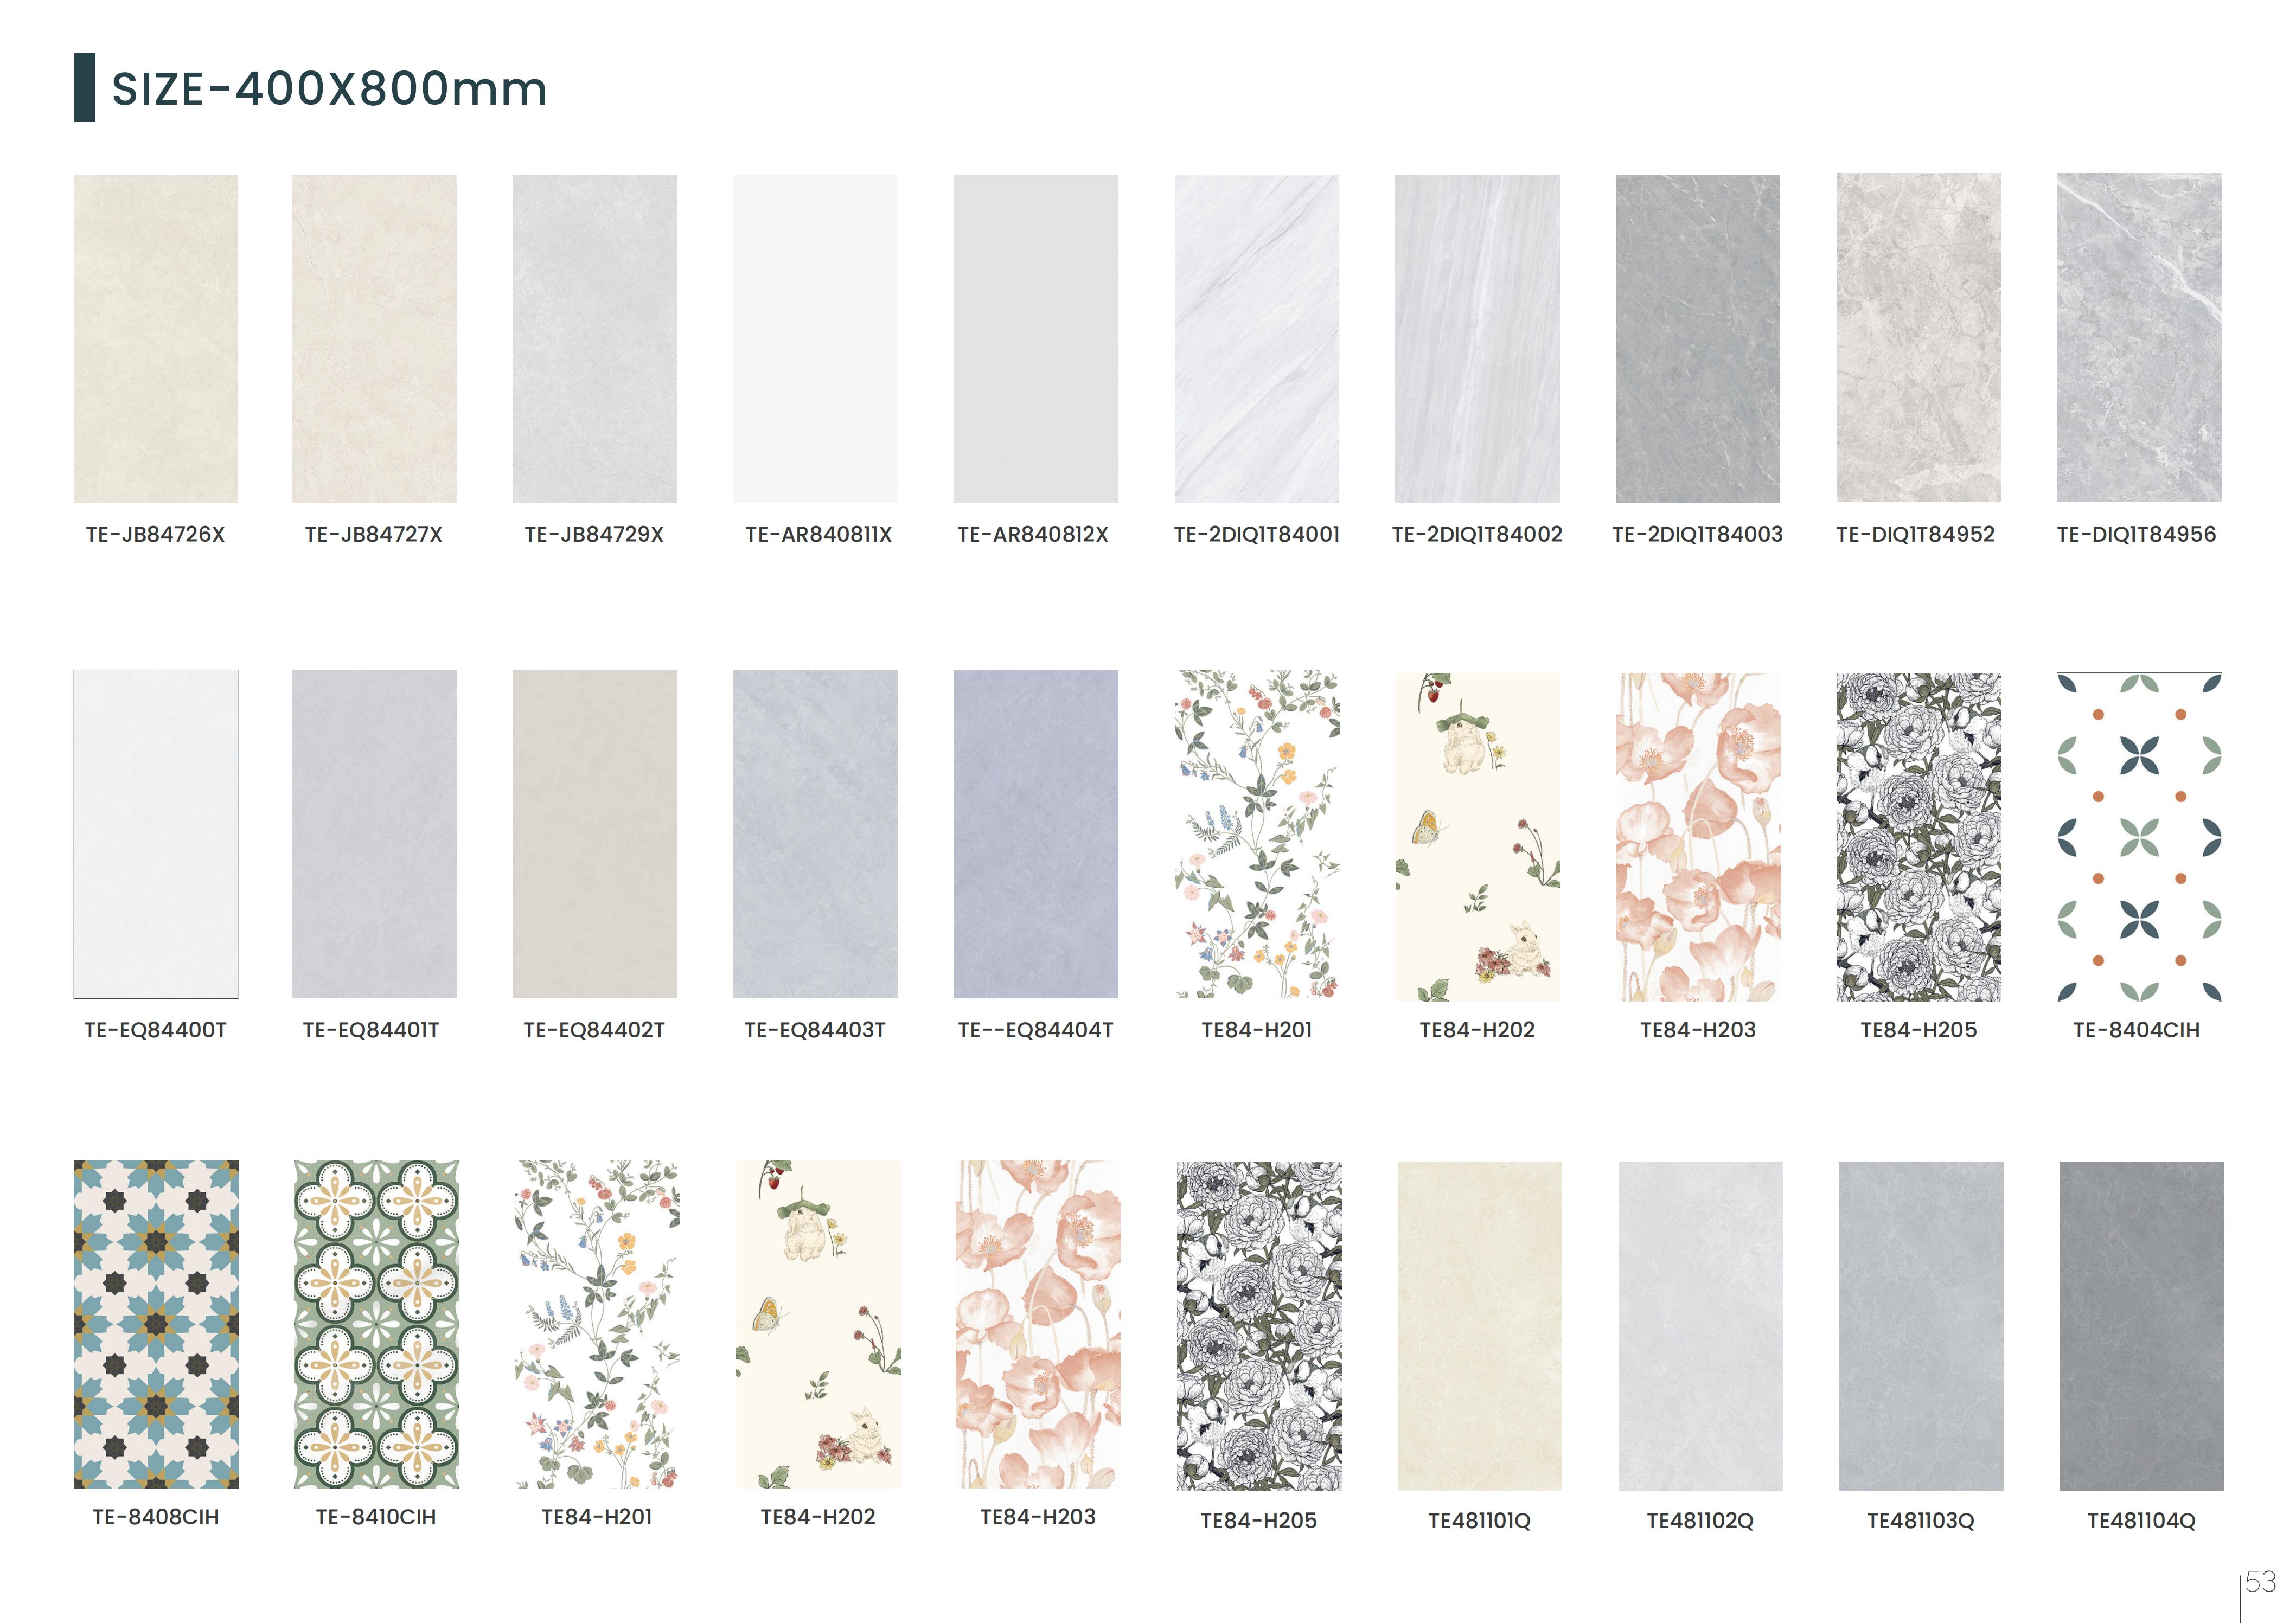 SIZE-400X800mm
TE-JB84726X TE-JB84727X TE-JB84729X TE-AR840811X TE-AR840812X TE-2DIQ1T84001 TE-2DIQ1T84002 TE-2DIQ1T84003 TE-DIQ1T84952 TE-DIQ1T84956
TE-EQ84400T TE-EQ84401T TE-EQ84402T TE-EQ84403T TE--EQ84404T TE84-H201 TE84-H202 TE84-H203 TE84-H205 TE-8404CIH
TE-8408CIH TE-8410CIH TE84-H201 TE84-H202 TE84-H203 TE84-H205 TE481101Q TE481102Q TE481103Q TE481104Q
53